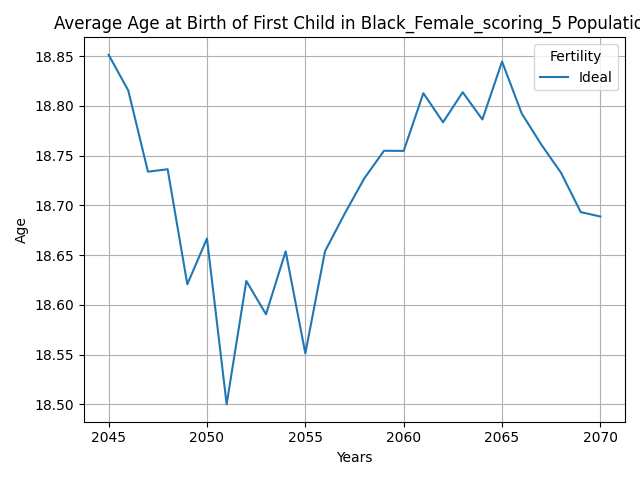 Average Age at Birth of First Child in Black_Female_scoring_5 Populatio
Fertility
Ideal
18.85
18.80
18.75
18.70
18.65
18.60
18.55
18.50
Age
2045 2050 2055 2060 2065 2070
Years